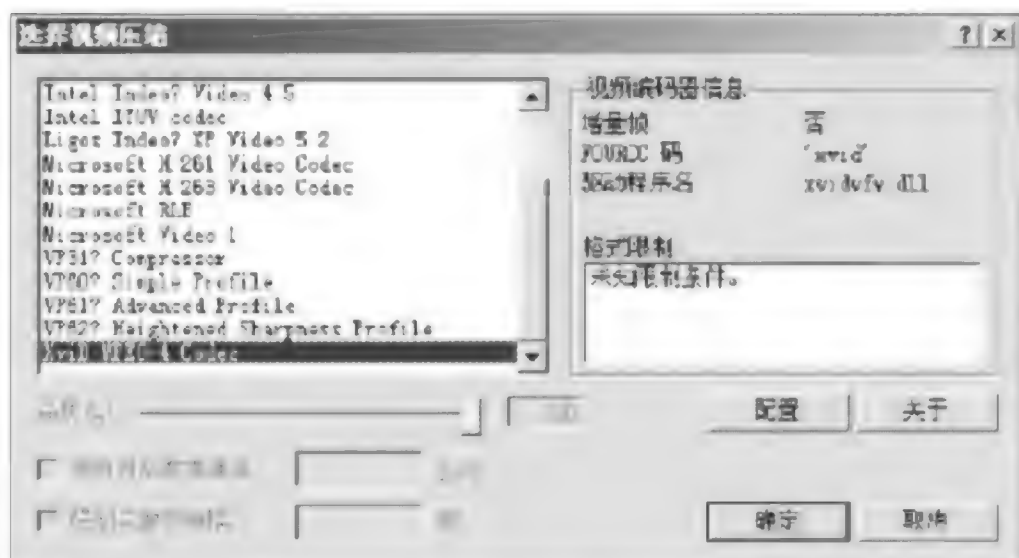 选择视频压缩
Intel Indeo? Video 4.5
Intel IYUV codec
Ligos Indeo? XP Video 5.2
Microsoft H.261 Video Codec
Microsoft H.263 Video Codec
Microsoft RLE
Microsoft Video 1
VP31? Compressor
VP60? Simple Profile
VP61? Advanced Profile
VP62? Heightened Sharpness Profile
XviD MPEG-4 Codec
视频编码器信息
增量帧 否
FOURCC 码 'xvid'
驱动程序名 xvidvfw.dll
格式限制
未知限制条件。
配置
关于
确定
取消